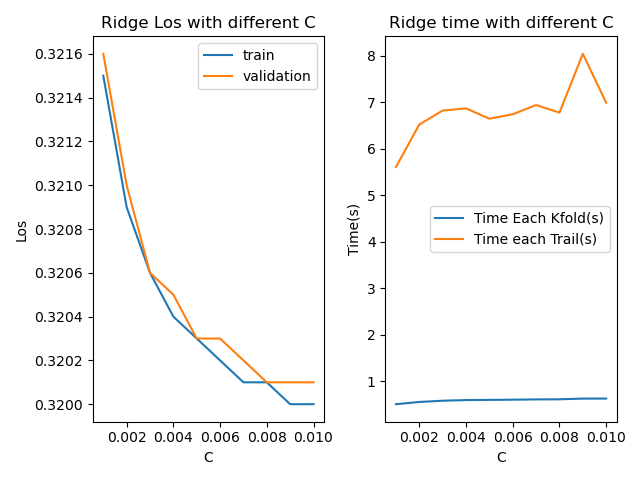 Ridge Los with different C
0.3216
0.3214
0.3212
0.3210
0.3208
0.3206
0.3204
0.3202
0.3200
Los
train
validation
0.002 0.004 0.006 0.008 0.010
C
Ridge time with different C
8
7
6
5
4
3
2
1
Time(s)
Time Each Kfold(s)
Time each Trail(s)
0.002 0.004 0.006 0.008 0.010
C